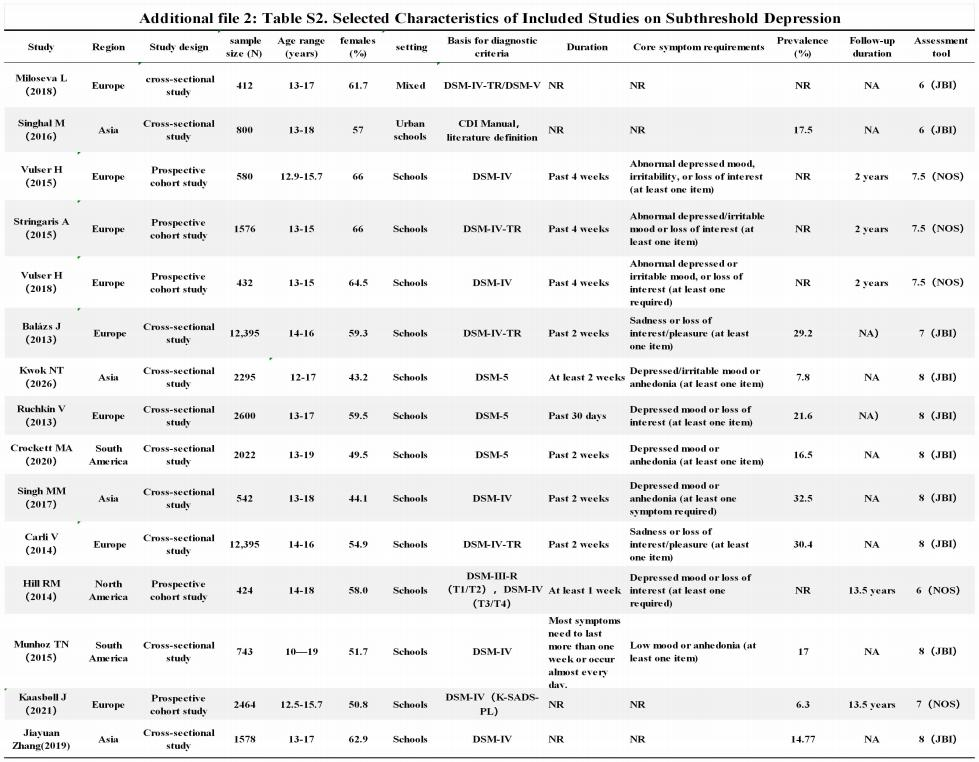 Additional file 2: Table S2. Selected Characteristics of Included Studies on Subthreshold Depression
Study Region Study design sample size (N) Age range (years) females (%) setting Basis for diagnostic criteria Duration Core symptom requirements Prevalence (%) Follow-up duration Assessment tool
Miloseva L (2018) Europe cross-sectional study 412 13-17 61.7 Mixed DSM-IV-TR/DSM-V NR NR NR NA 6 (JBI)
Singhal M (2016) Asia Cross-sectional study 800 13-18 57 Urban schools CDI Manual, literature definition NR NR 17.5 NA 6 (JBI)
Vulser H (2015) Europe Prospective cohort study 580 12.9-15.7 66 Schools DSM-IV Past 4 weeks Abnormal depressed mood, irritability, or loss of interest (at least one item) NR 2 years 7.5 (NOS)
Stringaris A (2015) Europe Prospective cohort study 1576 13-15 66 Schools DSM-IV-TR Past 4 weeks Abnormal depressed/irritable mood or loss of interest (at least one item) NR 2 years 7.5 (NOS)
Vulser H (2018) Europe Prospective cohort study 432 13-15 64.5 Schools DSM-IV Past 4 weeks Abnormal depressed or irritable mood, or loss of interest (at least one required) NR 2 years 7.5 (NOS)
Balázs J (2013) Europe Cross-sectional study 12,395 14-16 59.3 Schools DSM-IV-TR Past 2 weeks Sadness or loss of interest/pleasure (at least one item) 29.2 NA) 7 (JBI)
Kwok NT (2026) Asia Cross-sectional study 2295 12-17 43.2 Schools DSM-5 At least 2 weeks Depressed/irritable mood or anhedonia (at least one item) 7.8 NA 8 (JBI)
Ruchkin V (2013) Europe Cross-sectional study 2600 13-17 59.5 Schools DSM-5 Past 30 days Depressed mood or loss of interest (at least one item) 21.6 NA) 8 (JBI)
Crockett MA (2020) South America Cross-sectional study 2022 13-19 49.5 Schools DSM-5 Past 2 weeks Depressed mood or anhedonia (at least one item) 16.5 NA 8 (JBI)
Singh MM (2017) Asia Cross-sectional study 542 13-18 44.1 Schools DSM-IV Past 2 weeks Depressed mood or anhedonia (at least one symptom required) 32.5 NA 8 (JBI)
Carli V (2014) Europe Cross-sectional study 12,395 14-16 54.9 Schools DSM-IV-TR Past 2 weeks Sadness or loss of interest/pleasure (at least one item) 30.4 NA 8 (JBI)
Hill RM (2014) North America Prospective cohort study 424 14-18 58.0 Schools DSM-III-R (T1/T2) , DSM-IV (T3/T4) At least 1 week Depressed mood or loss of interest (at least one required) NR 13.5 years 6 (NOS)
Munhoz TN (2015) South America Cross-sectional study 743 10—19 51.7 Schools DSM-IV Most symptoms need to last more than one week or occur almost every day. Low mood or anhedonia (at least one item) 17 NA 8 (JBI)
Kaasbøll J (2021) Europe Prospective cohort study 2464 12.5-15.7 50.8 Schools DSM-IV (K-SADS-PL) NR NR 6.3 13.5 years 7 (NOS)
Jiayuan Zhang(2019) Asia Cross-sectional study 1578 13-17 62.9 Schools DSM-IV NR NR 14.77 NA 8 (JBI)